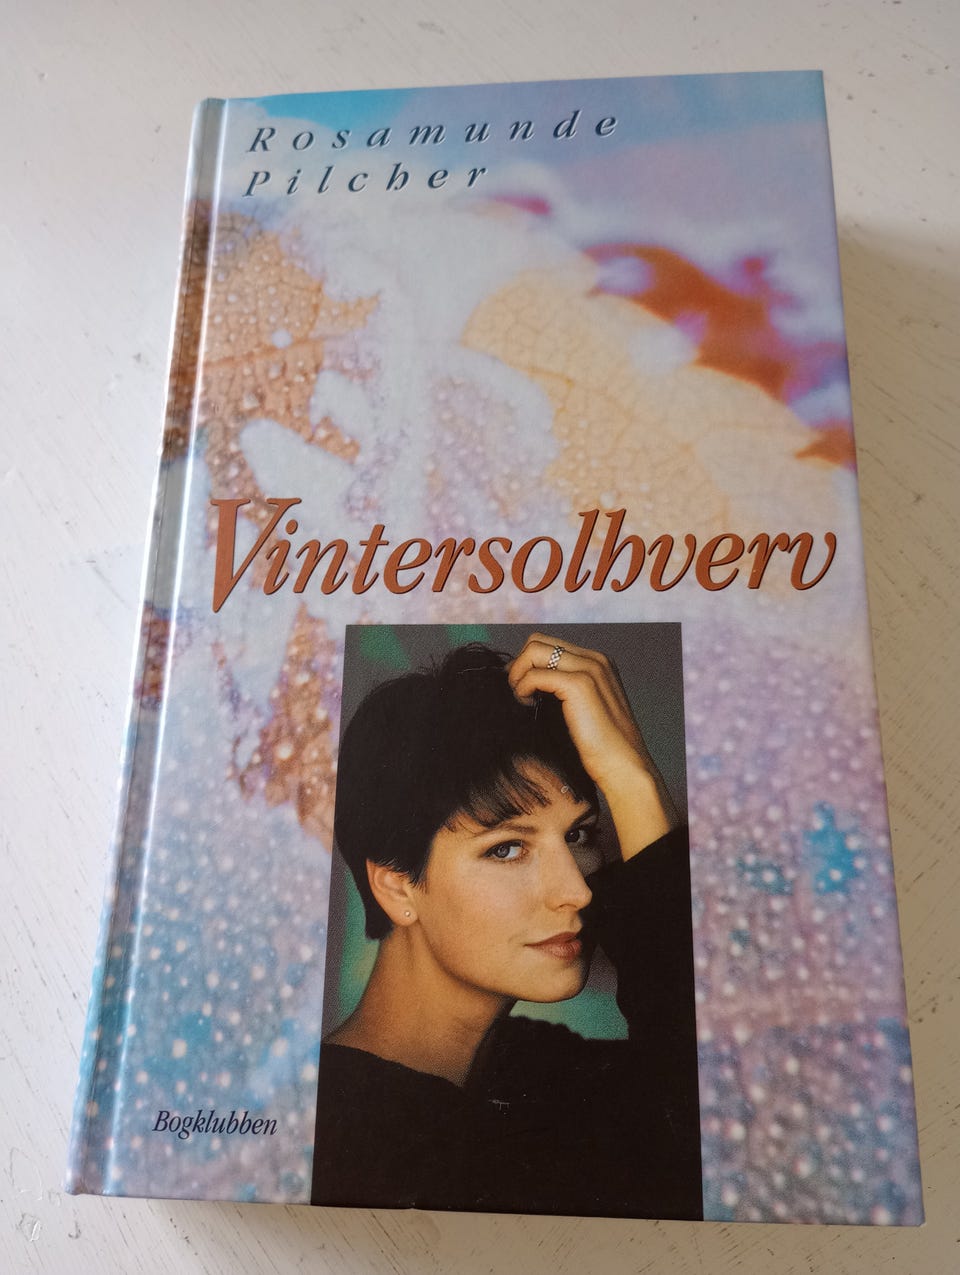 Rosamunde
Pilcher
Vintersolhverv
Bogklubben